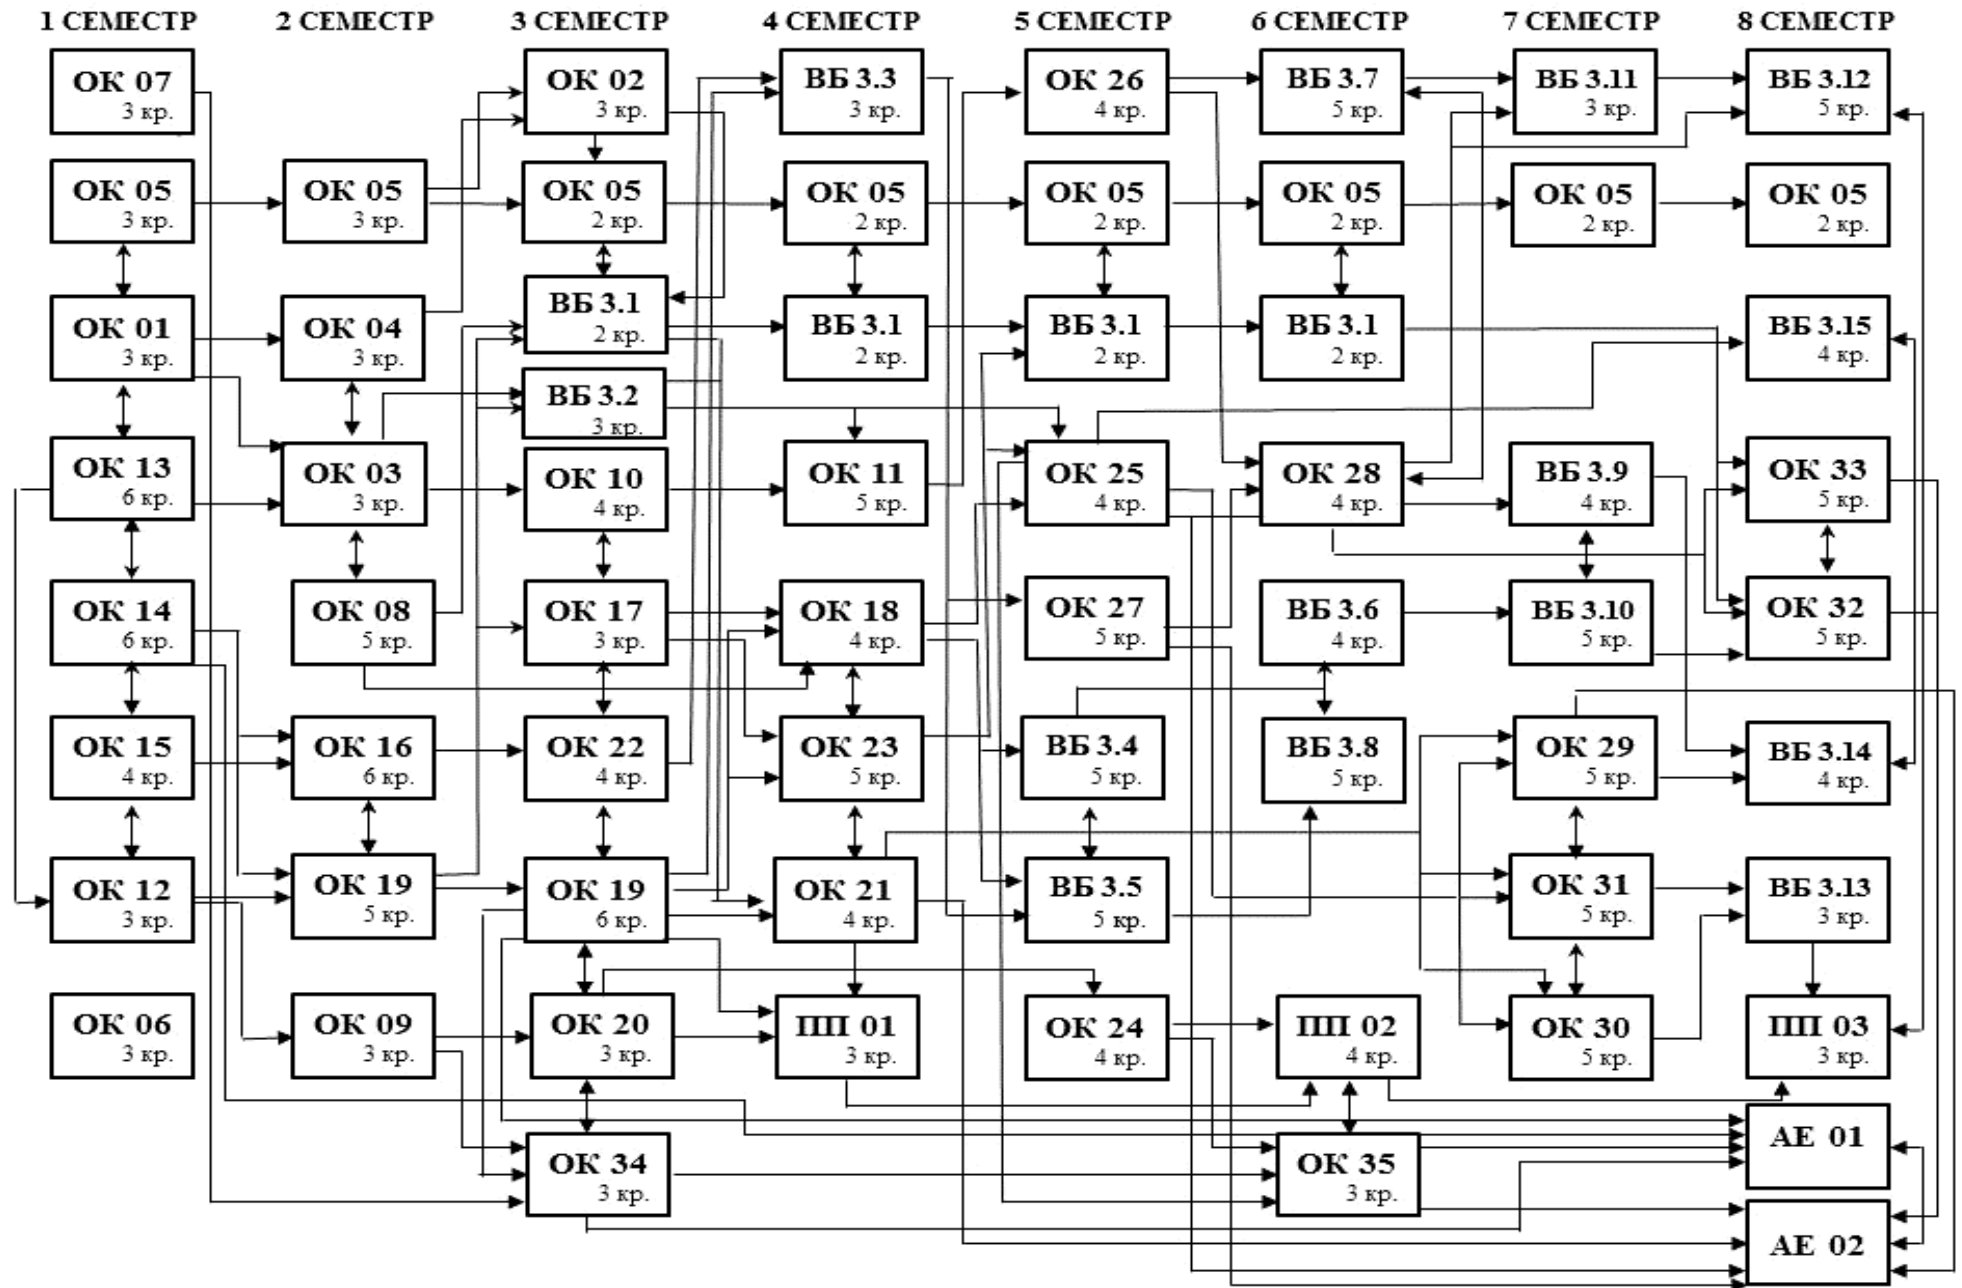 1 СЕМЕСТР 2 СЕМЕСТР 3 СЕМЕСТР 4 СЕМЕСТР 5 СЕМЕСТР 6 СЕМЕСТР 7 СЕМЕСТР 8 СЕМЕСТР
ОК 07
3 кр.
ОК 02
3 кр.
ВБ 3.3
3 кр.
ОК 26
4 кр.
ВБ 3.7
5 кр.
ВБ 3.11
3 кр.
ВБ 3.12
5 кр.
ОК 05
3 кр.
ОК 05
3 кр.
ОК 05
2 кр.
ОК 05
2 кр.
ОК 05
2 кр.
ОК 05
2 кр.
ОК 05
2 кр.
ОК 05
2 кр.
ОК 01
3 кр.
ОК 04
3 кр.
ВБ 3.1
2 кр.
ВБ 3.1
2 кр.
ВБ 3.1
2 кр.
ВБ 3.1
2 кр.
ВБ 3.15
4 кр.
ВБ 3.2
3 кр.
ОК 13
6 кр.
ОК 03
3 кр.
ОК 10
4 кр.
ОК 11
5 кр.
ОК 25
4 кр.
ОК 28
4 кр.
ВБ 3.9
4 кр.
ОК 33
5 кр.
ОК 14
6 кр.
ОК 08
5 кр.
ОК 17
3 кр.
ОК 18
4 кр.
ОК 27
5 кр.
ВБ 3.6
4 кр.
ВБ 3.10
5 кр.
ОК 32
5 кр.
ОК 15
4 кр.
ОК 16
6 кр.
ОК 22
4 кр.
ОК 23
5 кр.
ВБ 3.4
5 кр.
ВБ 3.8
5 кр.
ОК 29
5 кр.
ВБ 3.14
4 кр.
ОК 12
3 кр.
ОК 19
5 кр.
ОК 19
6 кр.
ОК 21
4 кр.
ВБ 3.5
5 кр.
ОК 31
5 кр.
ВБ 3.13
3 кр.
ОК 06
3 кр.
ОК 09
3 кр.
ОК 20
3 кр.
ПП 01
3 кр.
ОК 24
4 кр.
ПП 02
4 кр.
ОК 30
5 кр.
ПП 03
3 кр.
ОК 34
3 кр.
ОК 35
3 кр.
АЕ 01
АЕ 02